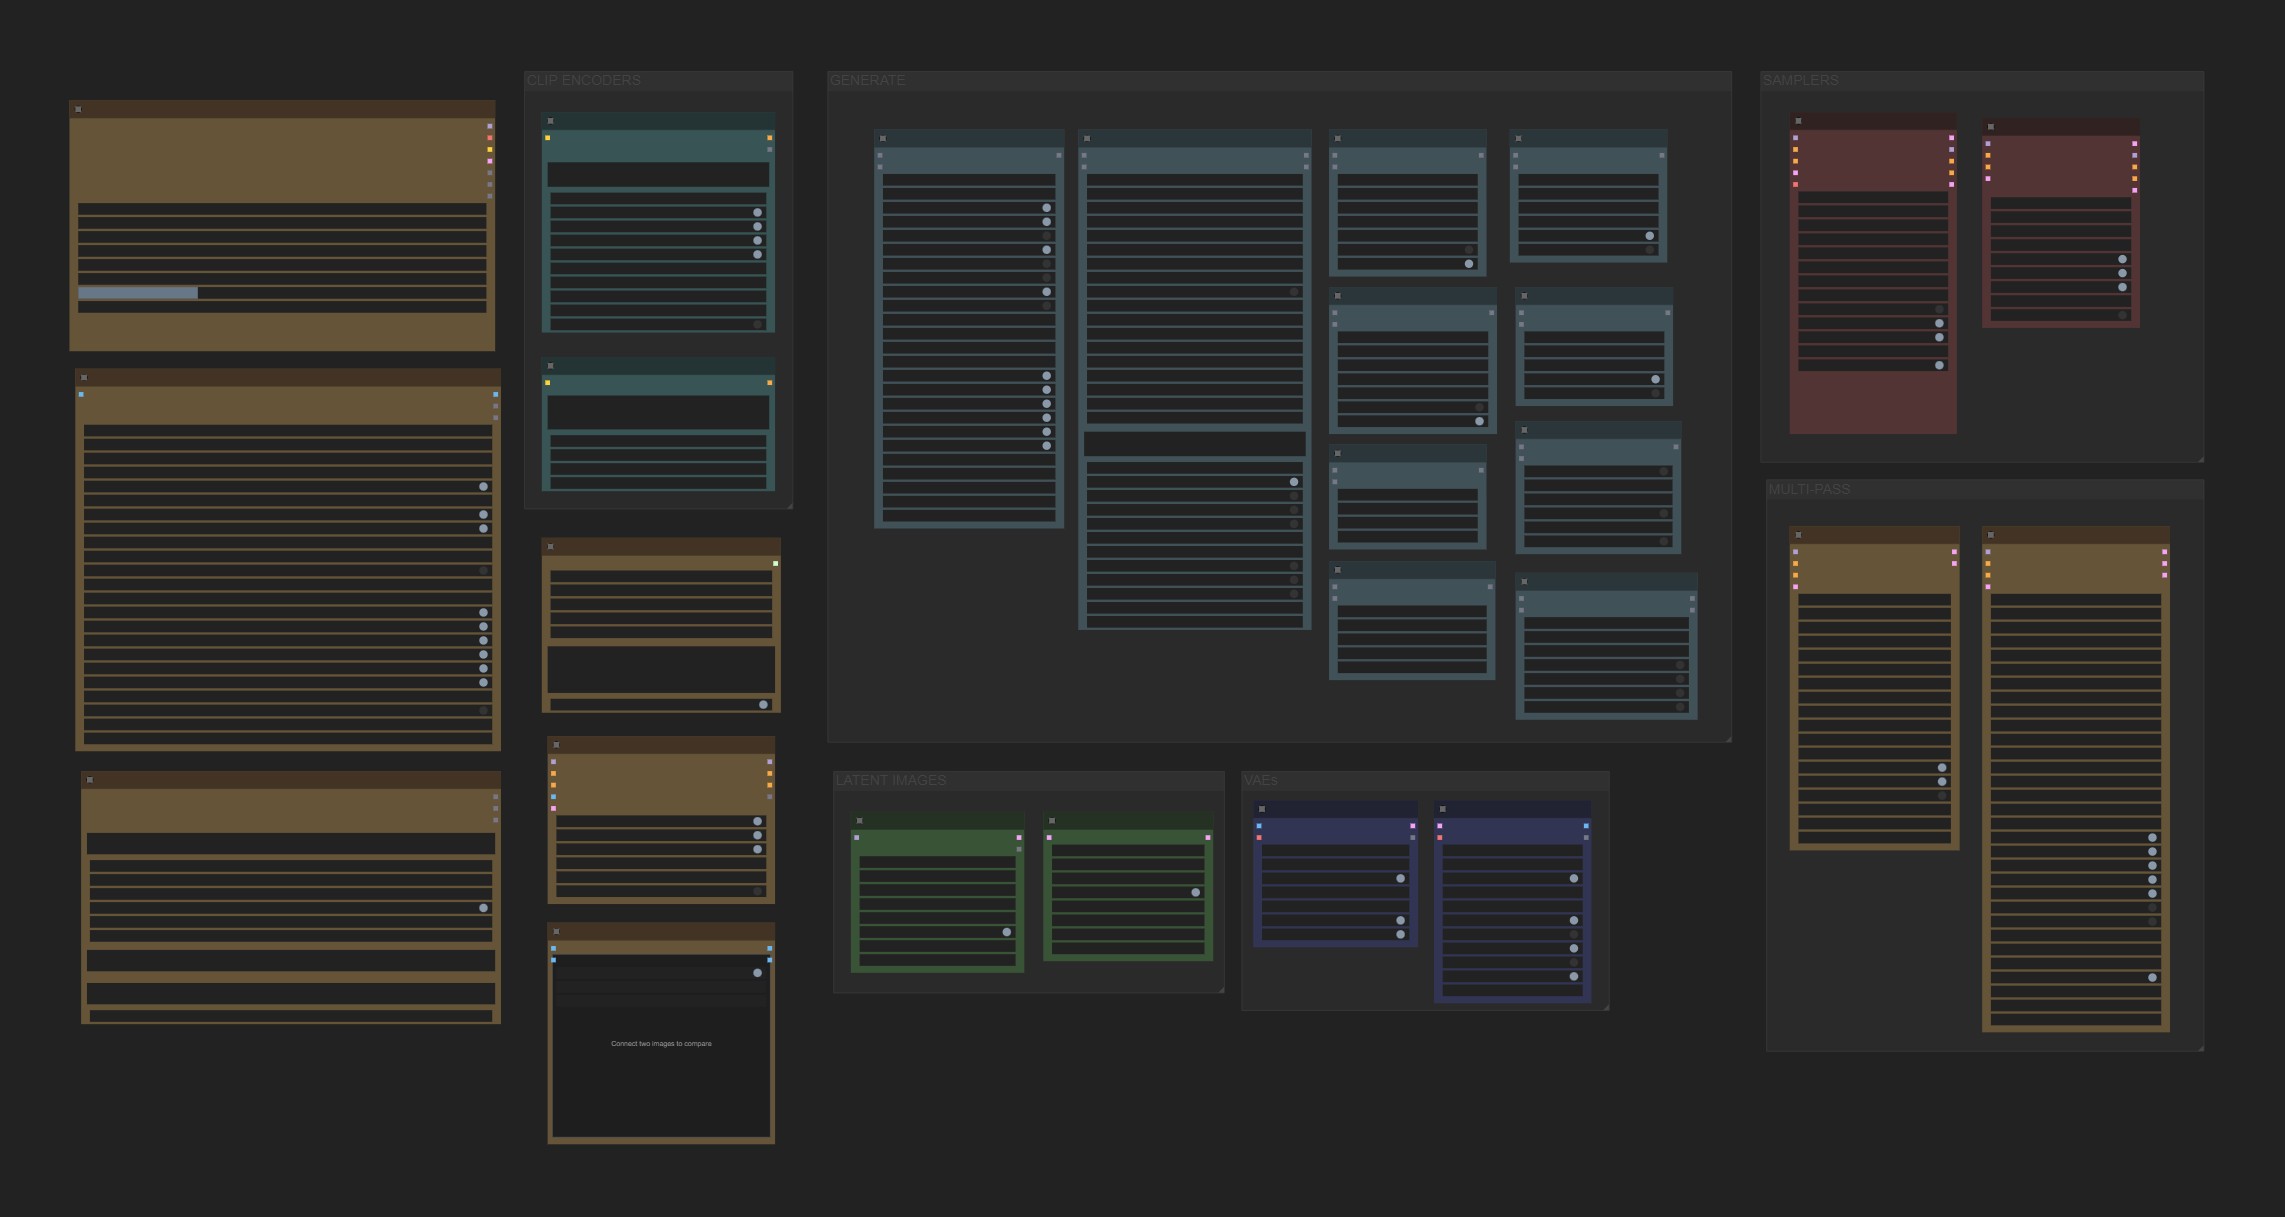 CLIP ENCODERS
GENERATE
SAMPLERS
MULTI-PASS
LATENT IMAGES
VAEs
Connect two images to compare